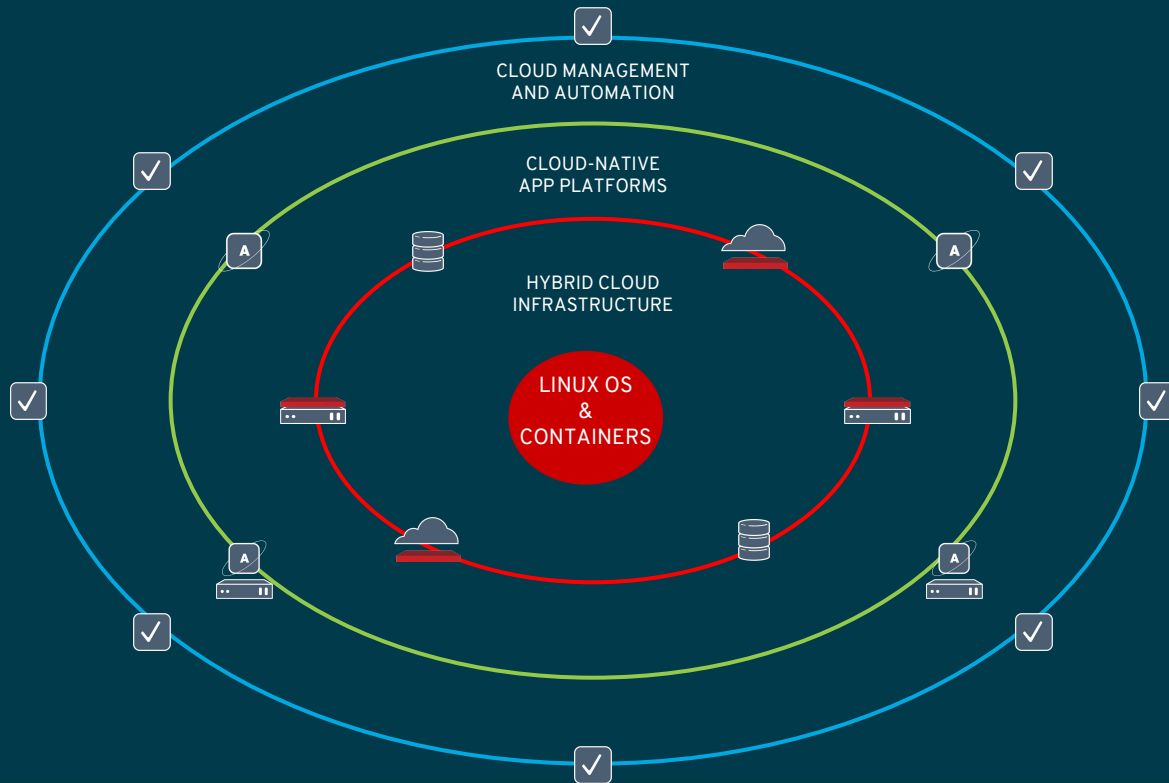 CLOUD MANAGEMENT
AND AUTOMATION
CLOUD-NATIVE
APP PLATFORMS
A
A
HYBRID CLOUD
INFRASTRUCTURE
LINUX OS
&
CONTAINERS
A
A